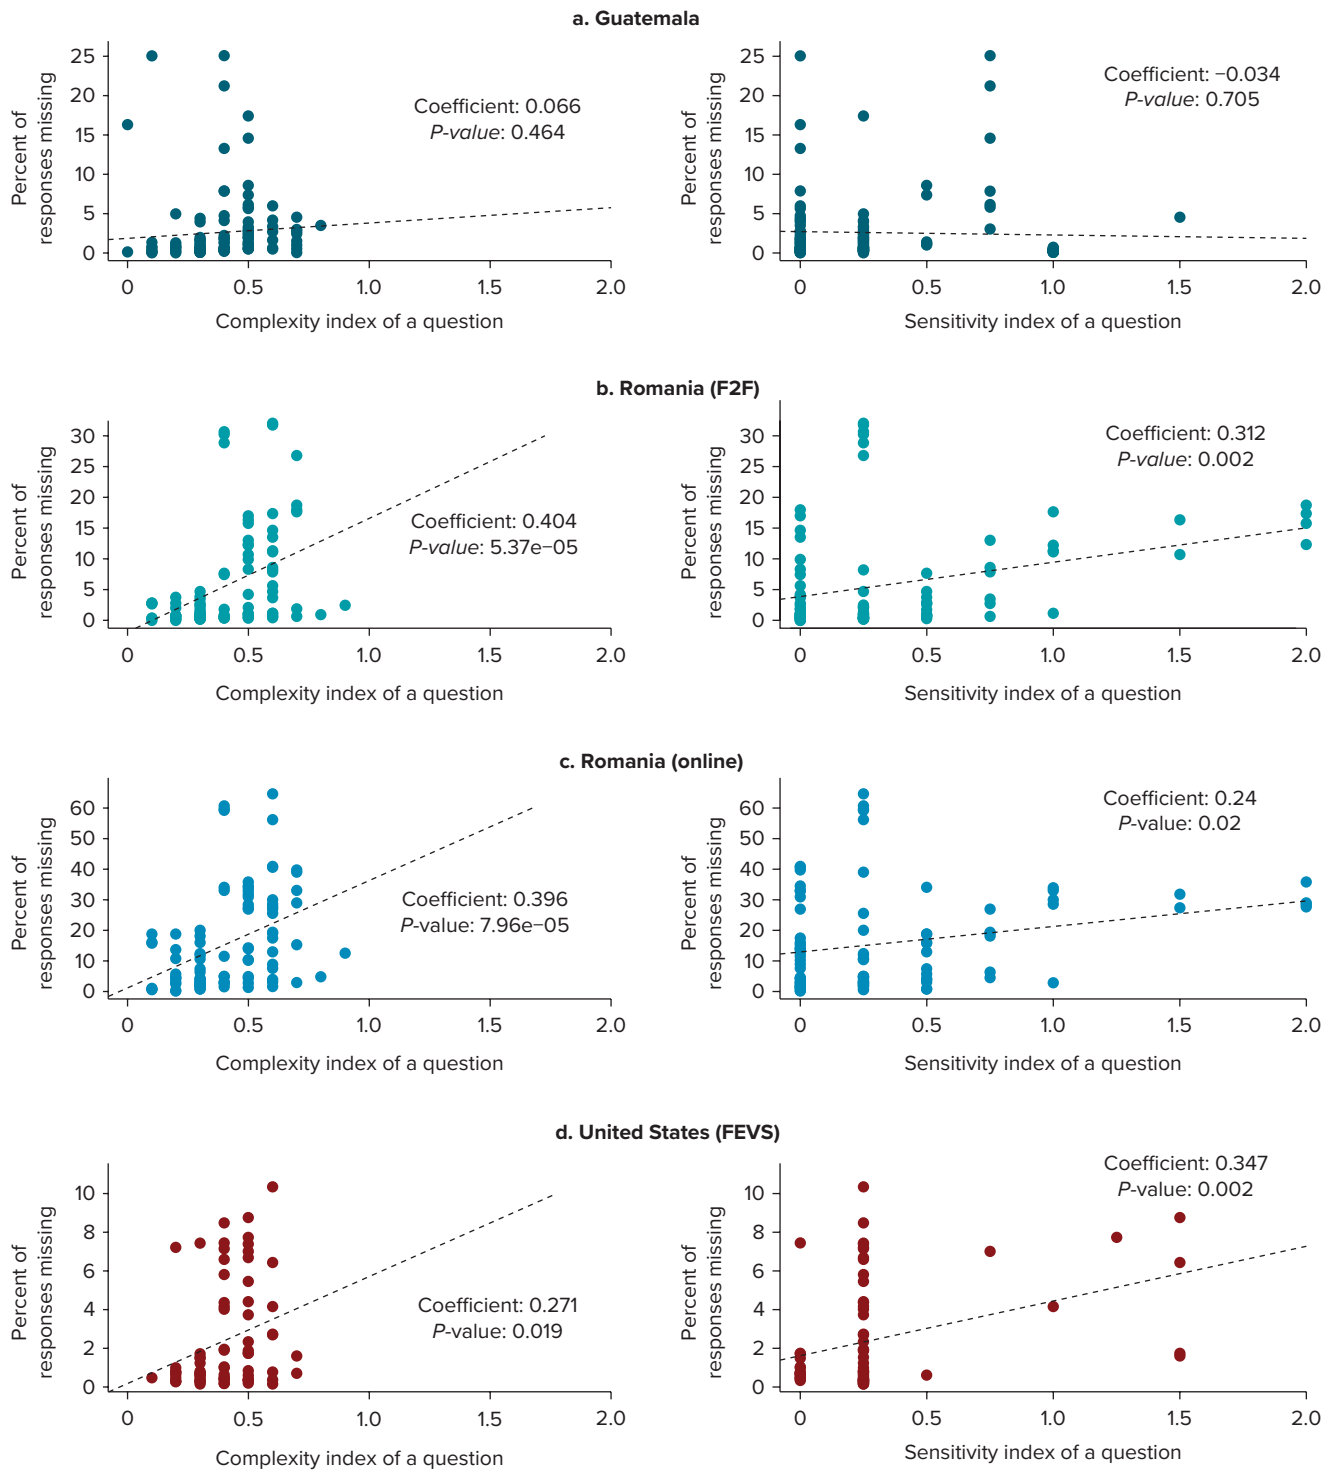 a. Guatemala
Percent of
responses missing
25
20
15
10
5
0
Coefficient: 0.066
P-value: 0.464
0 0.5 1.0 1.5 2.0
Complexity index of a question
Percent of
responses missing
25
20
15
10
5
0
Coefficient: −0.034
P-value: 0.705
0 0.5 1.0 1.5 2.0
Sensitivity index of a question
b. Romania (F2F)
Percent of
responses missing
30
25
20
15
10
5
0
Coefficient: 0.404
P-value: 5.37e−05
0 0.5 1.0 1.5 2.0
Complexity index of a question
Percent of
responses missing
30
25
20
15
10
5
0
Coefficient: 0.312
P-value: 0.002
0 0.5 1.0 1.5 2.0
Sensitivity index of a question
c. Romania (online)
Percent of
responses missing
60
50
40
30
20
10
0
Coefficient: 0.396
P-value: 7.96e−05
0 0.5 1.0 1.5 2.0
Complexity index of a question
Percent of
responses missing
60
50
40
30
20
10
0
Coefficient: 0.24
P-value: 0.02
0 0.5 1.0 1.5 2.0
Sensitivity index of a question
d. United States (FEVS)
Percent of
responses missing
10
8
6
4
2
0
Coefficient: 0.271
P-value: 0.019
0 0.5 1.0 1.5 2.0
Complexity index of a question
Percent of
responses missing
10
8
6
4
2
0
Coefficient: 0.347
P-value: 0.002
0 0.5 1.0 1.5 2.0
Sensitivity index of a question